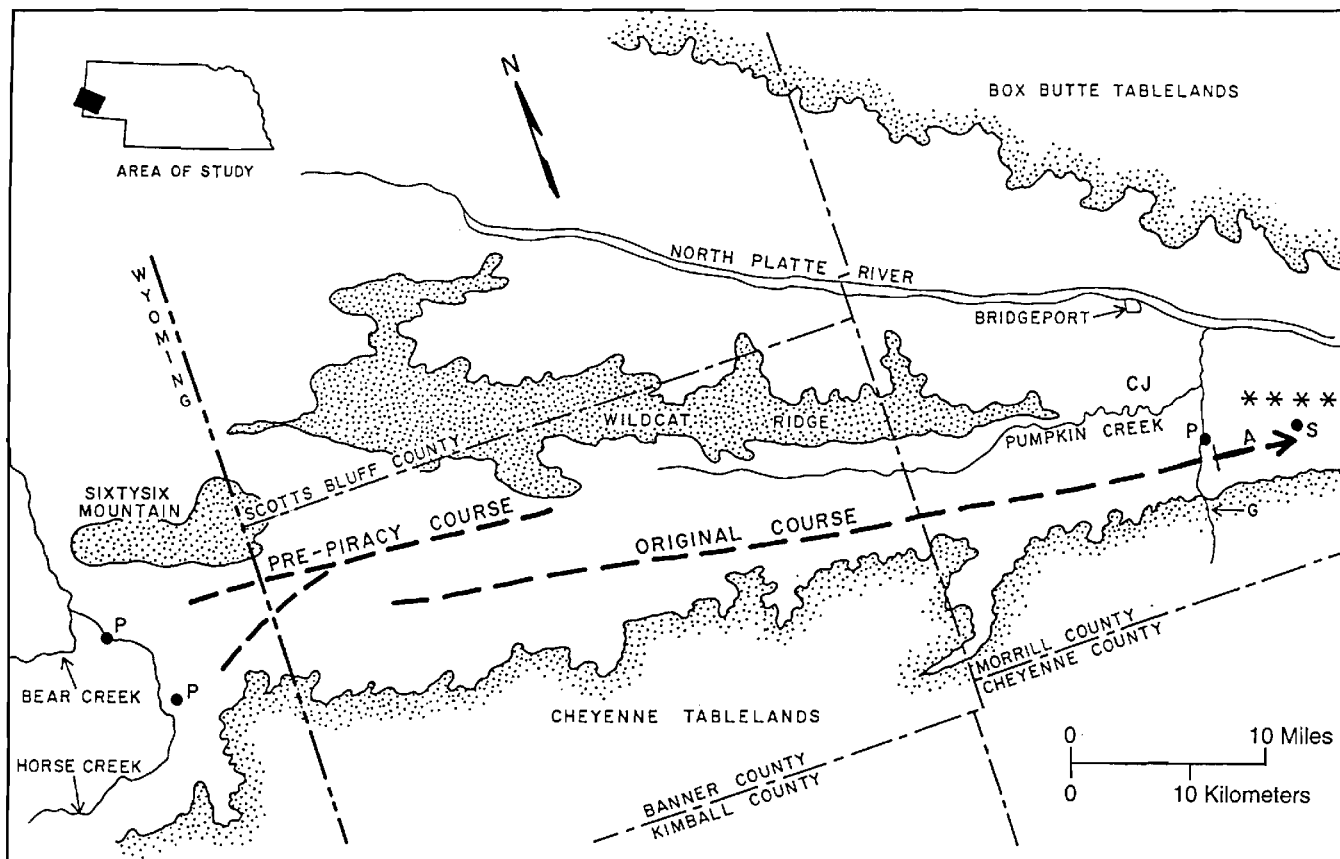 BOX BUTTE TABLELANDS
N
AREA OF STUDY
WYOMING
NORTH PLATTE RIVER
BRIDGEPORT
CJ
* * * *
WILDCAT RIDGE
PUMPKIN CREEK
P
A
S
SCOTTS BLUFF COUNTY
SIXTYSIX
MOUNTAIN
PRE-PIRACY COURSE
ORIGINAL COURSE
G
P
P
BEAR CREEK
MORRILL COUNTY
CHEYENNE COUNTY
CHEYENNE TABLELANDS
HORSE CREEK
BANNER COUNTY
KIMBALL COUNTY
0 10 Miles
0 10 Kilometers